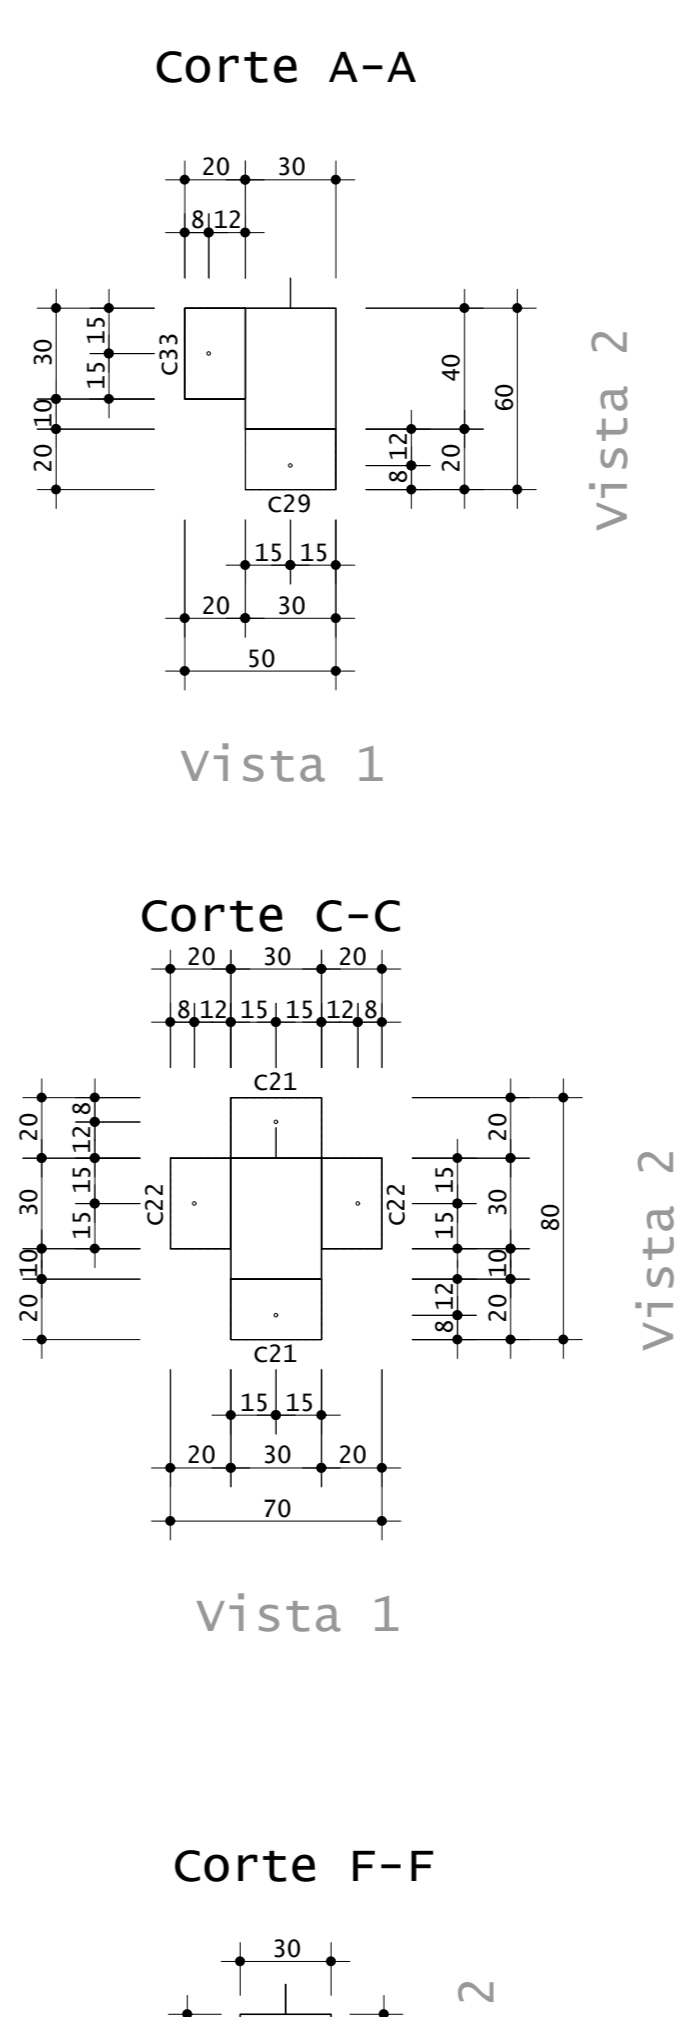 Corte A-A
20 30
8 12
30 10 20
15 15
C33
40 20
60
12 8
C29
15 15
20 30
50
Vista 2
Vista 1
Corte C-C
20 30 20
8 12 15 15 12 8
C21
20 30 10 20
8 12 15 15
C22
C22
15 15 12 8
20 30 10 20
80
C21
15 15
20 30 20
70
Vista 2
Vista 1
Corte F-F
30
2